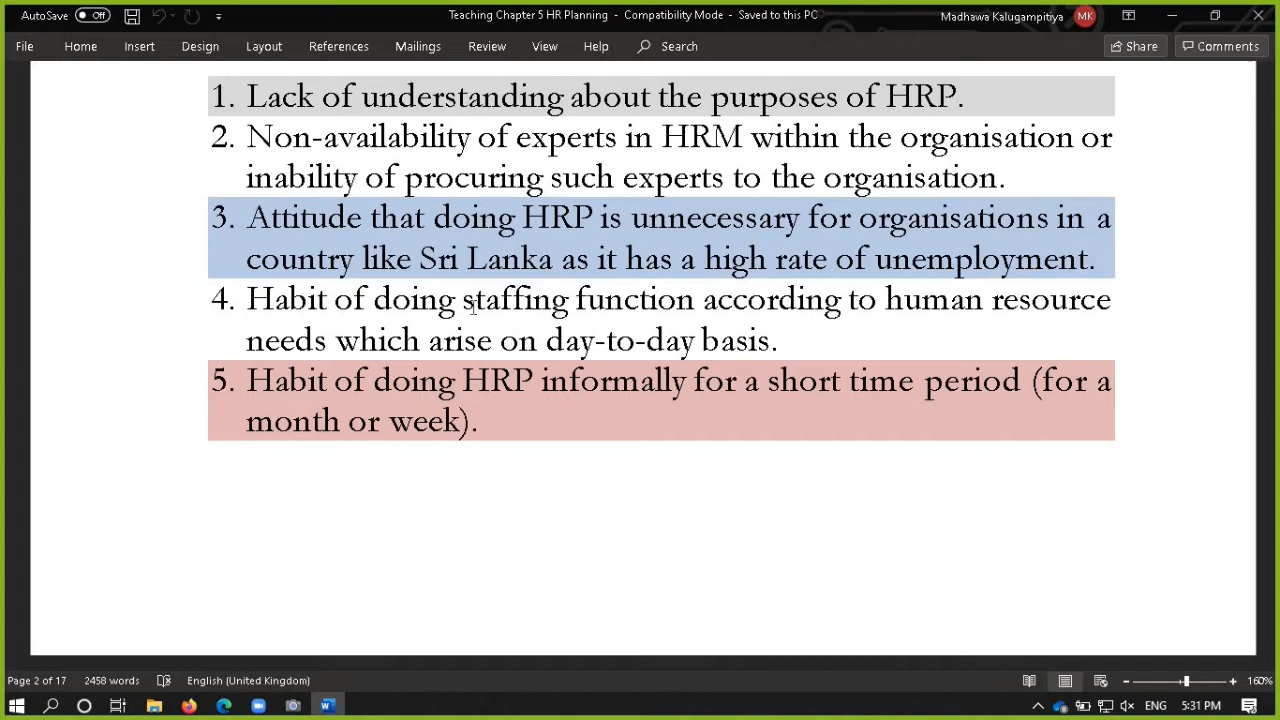 AutoSave Off Teaching Chapter 5 HR Planning - Compatibility Mode - Saved to this PC Madhawa Kalugampitiya MK
File Home Insert Design Layout References Mailings Review View Help Search Share Comments
1. Lack of understanding about the purposes of HRP.
2. Non-availability of experts in HRM within the organisation or
inability of procuring such experts to the organisation.
3. Attitude that doing HRP is unnecessary for organisations in a
country like Sri Lanka as it has a high rate of unemployment.
4. Habit of doing staffing function according to human resource
needs which arise on day-to-day basis.
5. Habit of doing HRP informally for a short time period (for a
month or week).
Page 2 of 17 2458 words English (United Kingdom) 160%
ENG 5:31 PM